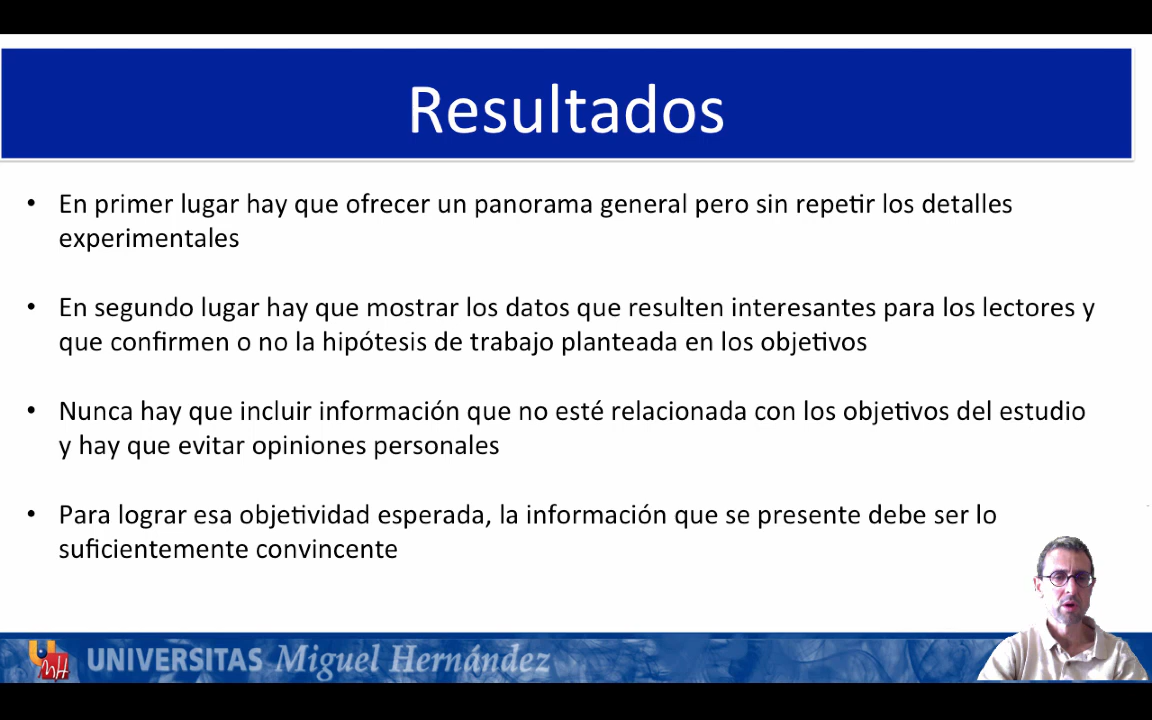 Resultados
• En primer lugar hay que ofrecer un panorama general pero sin repetir los detalles
experimentales
• En segundo lugar hay que mostrar los datos que resulten interesantes para los lectores y
que confirmen o no la hipótesis de trabajo planteada en los objetivos
• Nunca hay que incluir información que no esté relacionada con los objetivos del estudio
y hay que evitar opiniones personales
• Para lograr esa objetividad esperada, la información que se presente debe ser lo
suficientemente convincente
UNIVERSITAS Miguel Hernández